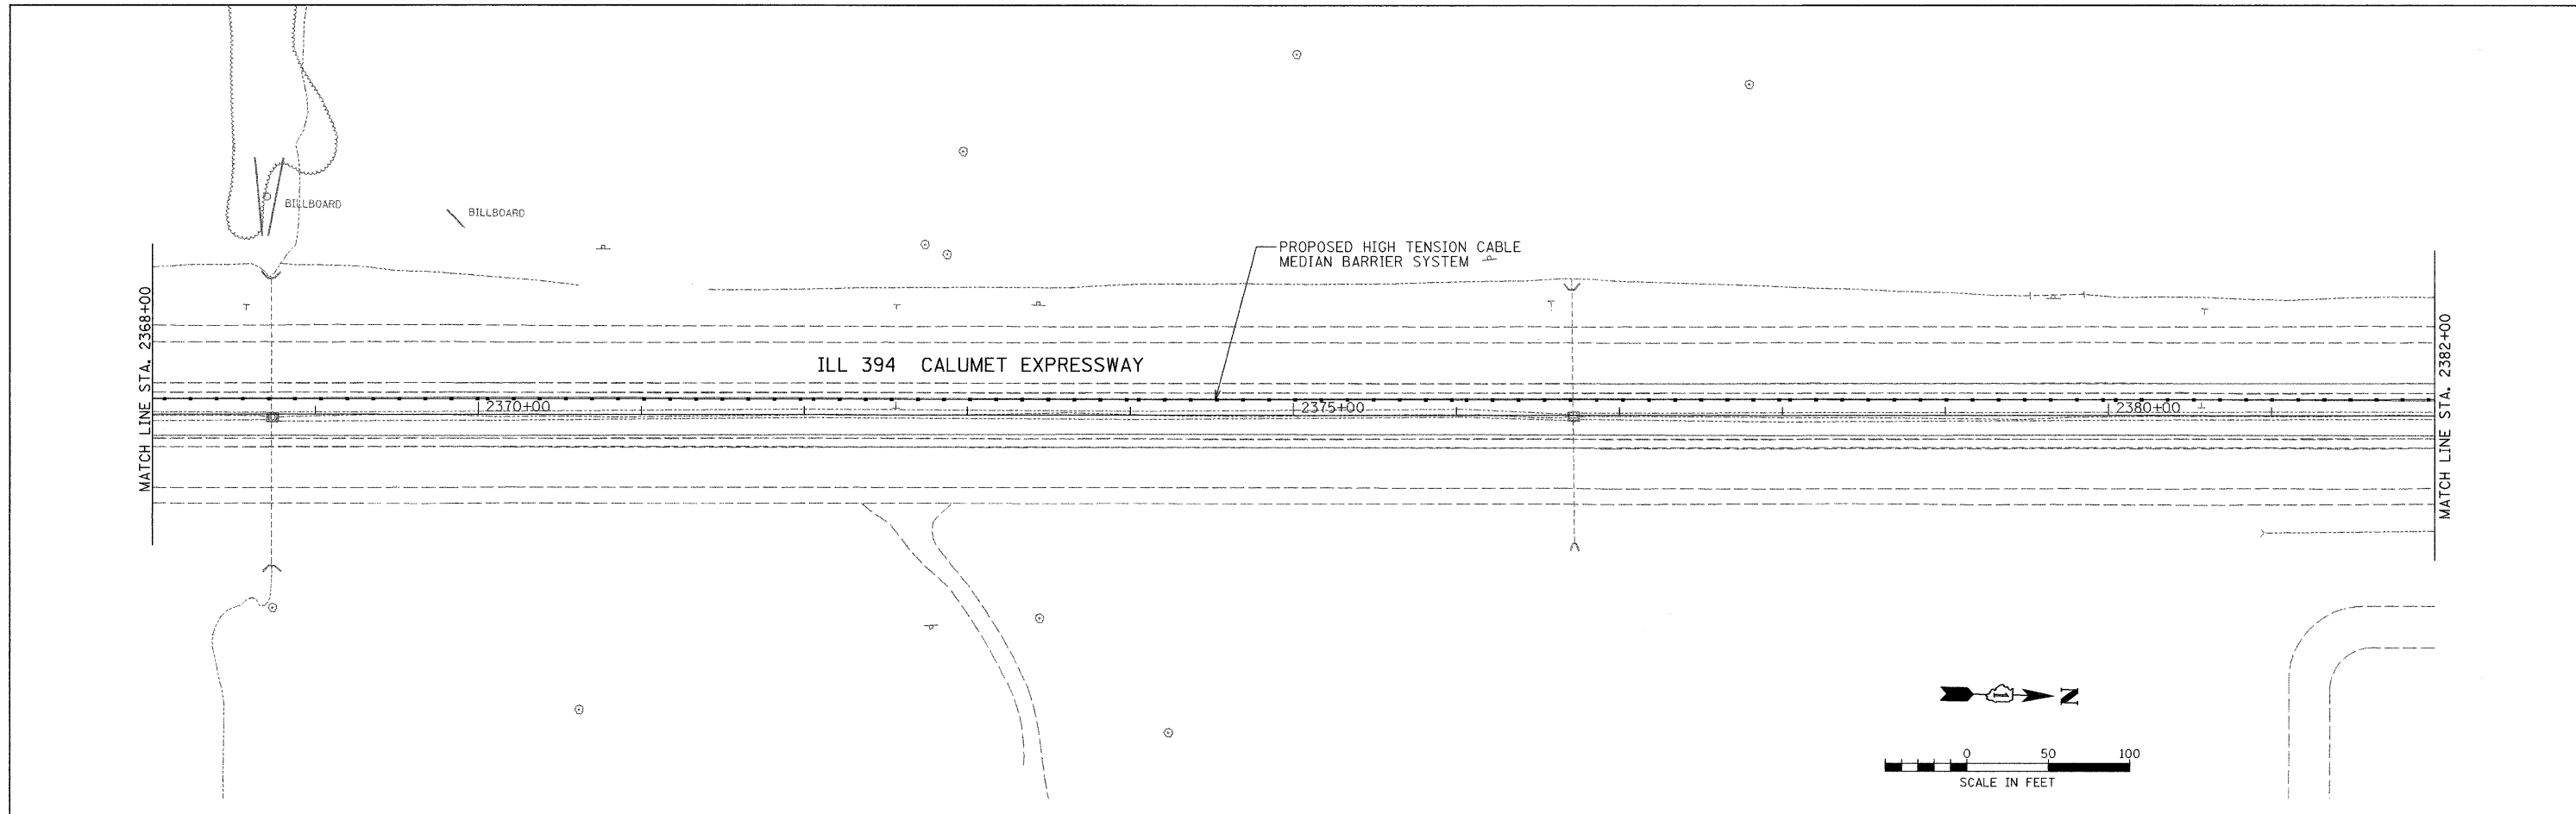 BILLBOARD
BILLBOARD
PROPOSED HIGH TENSION CABLE
MEDIAN BARRIER SYSTEM
MATCH LINE STA. 2368+00
ILL 394 CALUMET EXPRESSWAY
2370+00
2375+00
2380+00
MATCH LINE STA. 2382+00
N
0 50 100
SCALE IN FEET